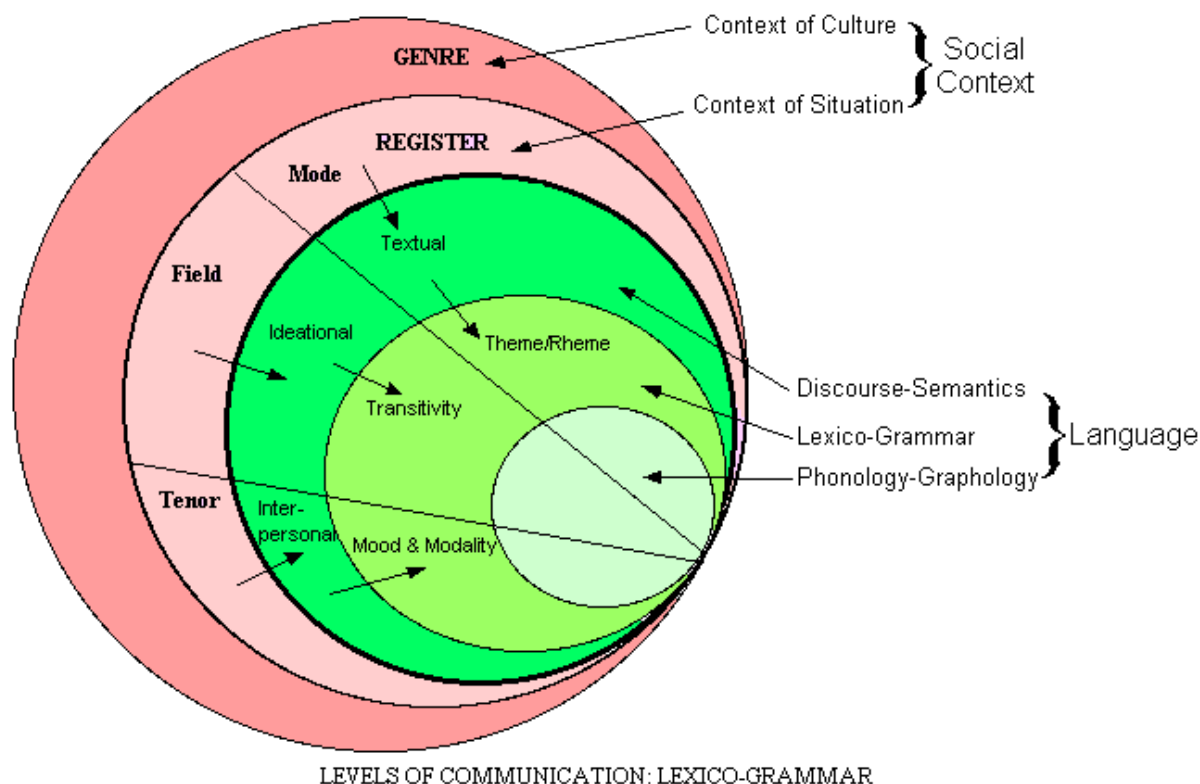 Context of Culture
GENRE
Social
Context
Context of Situation
REGISTER
Mode
Textual
Field
Ideational
Theme/Rheme
Discourse-Semantics
Transitivity
Lexico-Grammar
Language
Phonology-Graphology
Tenor
Inter-
personal
Mood & Modality
LEVELS OF COMMUNICATION: LEXICO-GRAMMAR